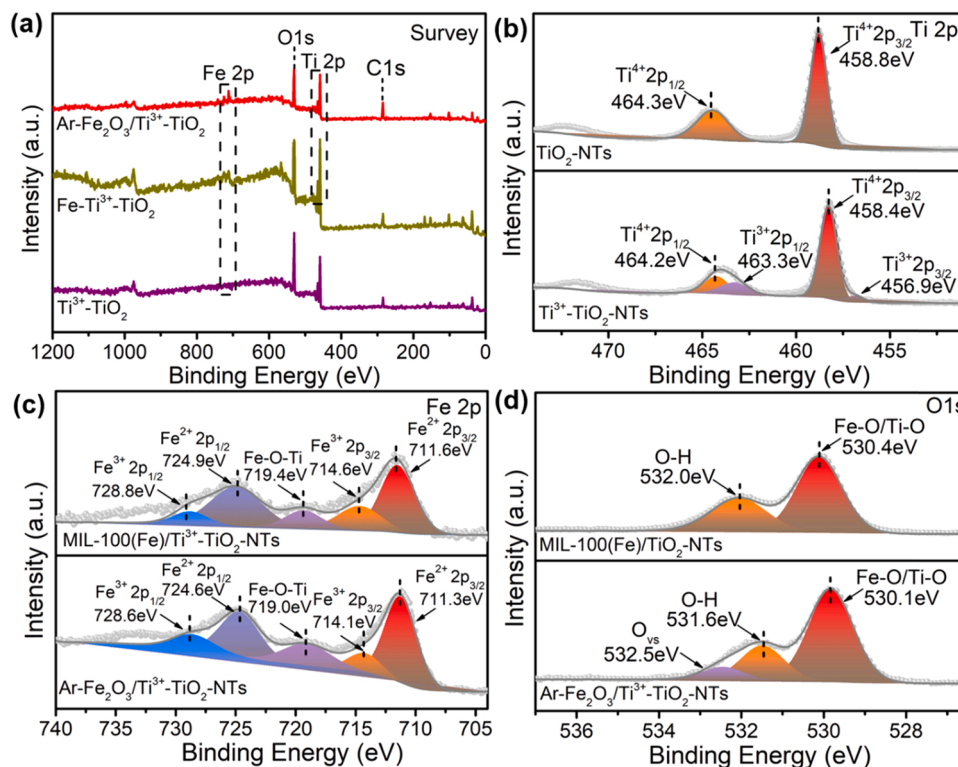 (a)
Survey
O1s
Fe 2p
Ti 2p
C1s
Ar-Fe₂O₃/Ti³⁺-TiO₂
Fe-Ti³⁺-TiO₂
Ti³⁺-TiO₂
Intensity (a.u.)
1200 1000 800 600 400 200 0
Binding Energy (eV)
(b)
Ti 2p
Ti⁴⁺2p₃/₂
458.8eV
Ti⁴⁺2p₁/₂
464.3eV
TiO₂-NTs
Ti⁴⁺2p₃/₂
458.4eV
Ti⁴⁺2p₁/₂
464.2eV
Ti³⁺2p₁/₂
463.3eV
Ti³⁺2p₃/₂
456.9eV
Ti³⁺-TiO₂-NTs
Intensity (a.u.)
470 465 460 455
Binding Energy (eV)
(c)
Fe 2p
Fe³⁺ 2p₁/₂
728.8eV
Fe²⁺ 2p₁/₂
724.9eV
Fe-O-Ti
719.4eV
Fe³⁺ 2p₃/₂
714.6eV
Fe²⁺ 2p₃/₂
711.6eV
MIL-100(Fe)/Ti³⁺-TiO₂-NTs
Fe³⁺ 2p₁/₂
728.6eV
Fe²⁺ 2p₁/₂
724.6eV
Fe-O-Ti
719.0eV
Fe³⁺ 2p₃/₂
714.1eV
Fe²⁺ 2p₃/₂
711.3eV
Ar-Fe₂O₃/Ti³⁺-TiO₂-NTs
Intensity (a.u.)
740 735 730 725 720 715 710 705
Binding Energy (eV)
(d)
O1s
Fe-O/Ti-O
530.4eV
O-H
532.0eV
MIL-100(Fe)/TiO₂-NTs
Fe-O/Ti-O
530.1eV
O-H
531.6eV
Oᵥₛ
532.5eV
Ar-Fe₂O₃/Ti³⁺-TiO₂-NTs
Intensity (a.u.)
536 534 532 530 528
Binding Energy (eV)